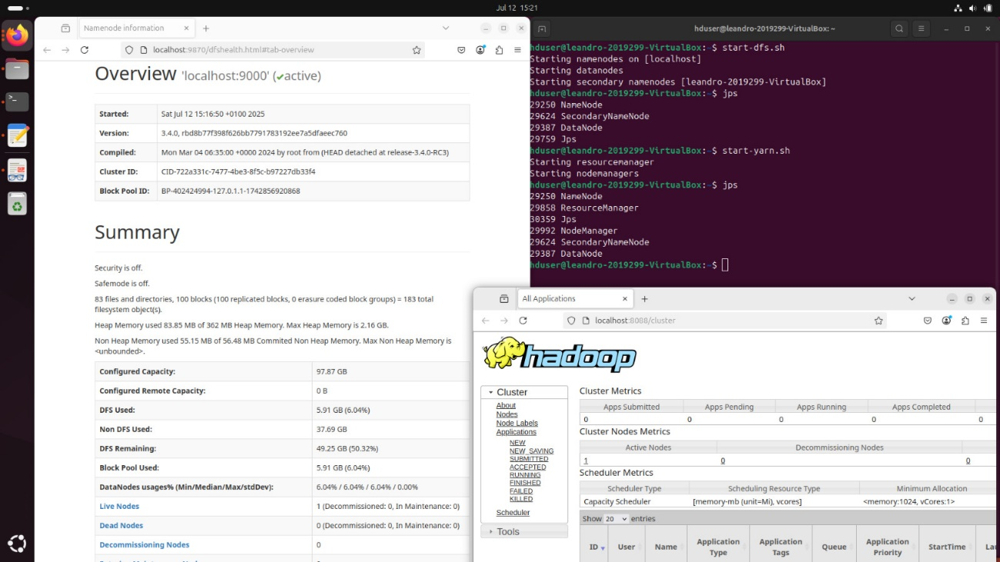 Jul 12 15:21
Namenode information
localhost:9870/dfshealth.html#tab-overview
Overview 'localhost:9000' (✔active)
Started: Sat Jul 12 15:16:50 +0100 2025
Version: 3.4.0, rbd8b77f398f626bb7791783192ee7a5dfaeec760
Compiled: Mon Mar 04 06:35:00 +0000 2024 by root from (HEAD detached at release-3.4.0-RC3)
Cluster ID: CID-722a331c-7477-4be3-8f5c-b97227db33f4
Block Pool ID: BP-402424994-127.0.1.1-1742856920868
Summary
Security is off.
Safemode is off.
83 files and directories, 100 blocks (100 replicated blocks, 0 erasure coded block groups) = 183 total
filesystem object(s).
Heap Memory used 83.85 MB of 362 MB Heap Memory. Max Heap Memory is 2.16 GB.
Non Heap Memory used 55.15 MB of 56.48 MB Commited Non Heap Memory. Max Non Heap Memory is
<unbounded>.
Configured Capacity: 97.87 GB
Configured Remote Capacity: 0 B
DFS Used: 5.91 GB (6.04%)
Non DFS Used: 37.69 GB
DFS Remaining: 49.25 GB (50.32%)
Block Pool Used: 5.91 GB (6.04%)
DataNodes usages% (Min/Median/Max/stdDev): 6.04% / 6.04% / 6.04% / 0.00%
Live Nodes 1 (Decommissioned: 0, In Maintenance: 0)
Dead Nodes 0 (Decommissioned: 0, In Maintenance: 0)
Decommissioning Nodes 0
hduser@leandro-2019299-VirtualBox: ~
hduser@leandro-2019299-VirtualBox:~$ start-dfs.sh
Starting namenodes on [localhost]
Starting datanodes
Starting secondary namenodes [leandro-2019299-VirtualBox]
hduser@leandro-2019299-VirtualBox:~$ jps
29250 NameNode
29624 SecondaryNameNode
29387 DataNode
29759 Jps
hduser@leandro-2019299-VirtualBox:~$ start-yarn.sh
Starting resourcemanager
Starting nodemanagers
hduser@leandro-2019299-VirtualBox:~$ jps
29250 NameNode
29858 ResourceManager
30359 Jps
29992 NodeManager
29624 SecondaryNameNode
29387 DataNode
hduser@leandro-2019299-VirtualBox:~$
All Applications
localhost:8088/cluster
hadoop
Cluster
About
Nodes
Node Labels
Applications
NEW
NEW_SAVING
SUBMITTED
ACCEPTED
RUNNING
FINISHED
FAILED
KILLED
Scheduler
Tools
Cluster Metrics
Apps Submitted Apps Pending Apps Running Apps Completed
0 0 0 0 0
Cluster Nodes Metrics
Active Nodes Decommissioning Nodes
1 0 0
Scheduler Metrics
Scheduler Type Scheduling Resource Type Minimum Allocation
Capacity Scheduler [memory-mb (unit=Mi), vcores] <memory:1024, vCores:1>
Show 20 entries
ID User Name Application Type Application Tags Queue Application Priority StartTime